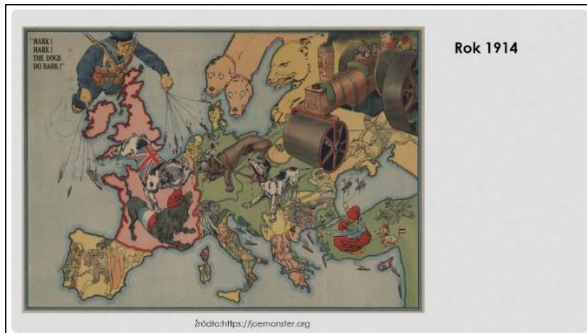 "HARK!
HARK!
THE DOGS
DO BARK!"
Rok 1914
Źródło:https://joemonster.org